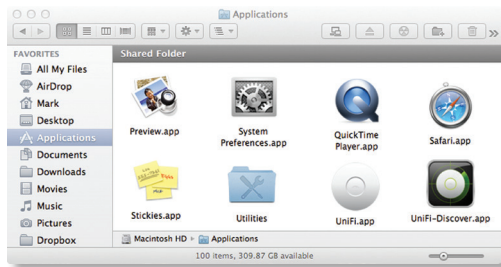 Applications
FAVORITES
All My Files
AirDrop
Mark
Desktop
Applications
Documents
Downloads
Movies
Music
Pictures
Dropbox
Shared Folder
Preview.app
System
Preferences.app
QuickTime
Player.app
Safari.app
Stickies.app
Utilities
UniFi.app
UniFi-Discover.app
Macintosh HD ▸ Applications
100 items, 309.87 GB available